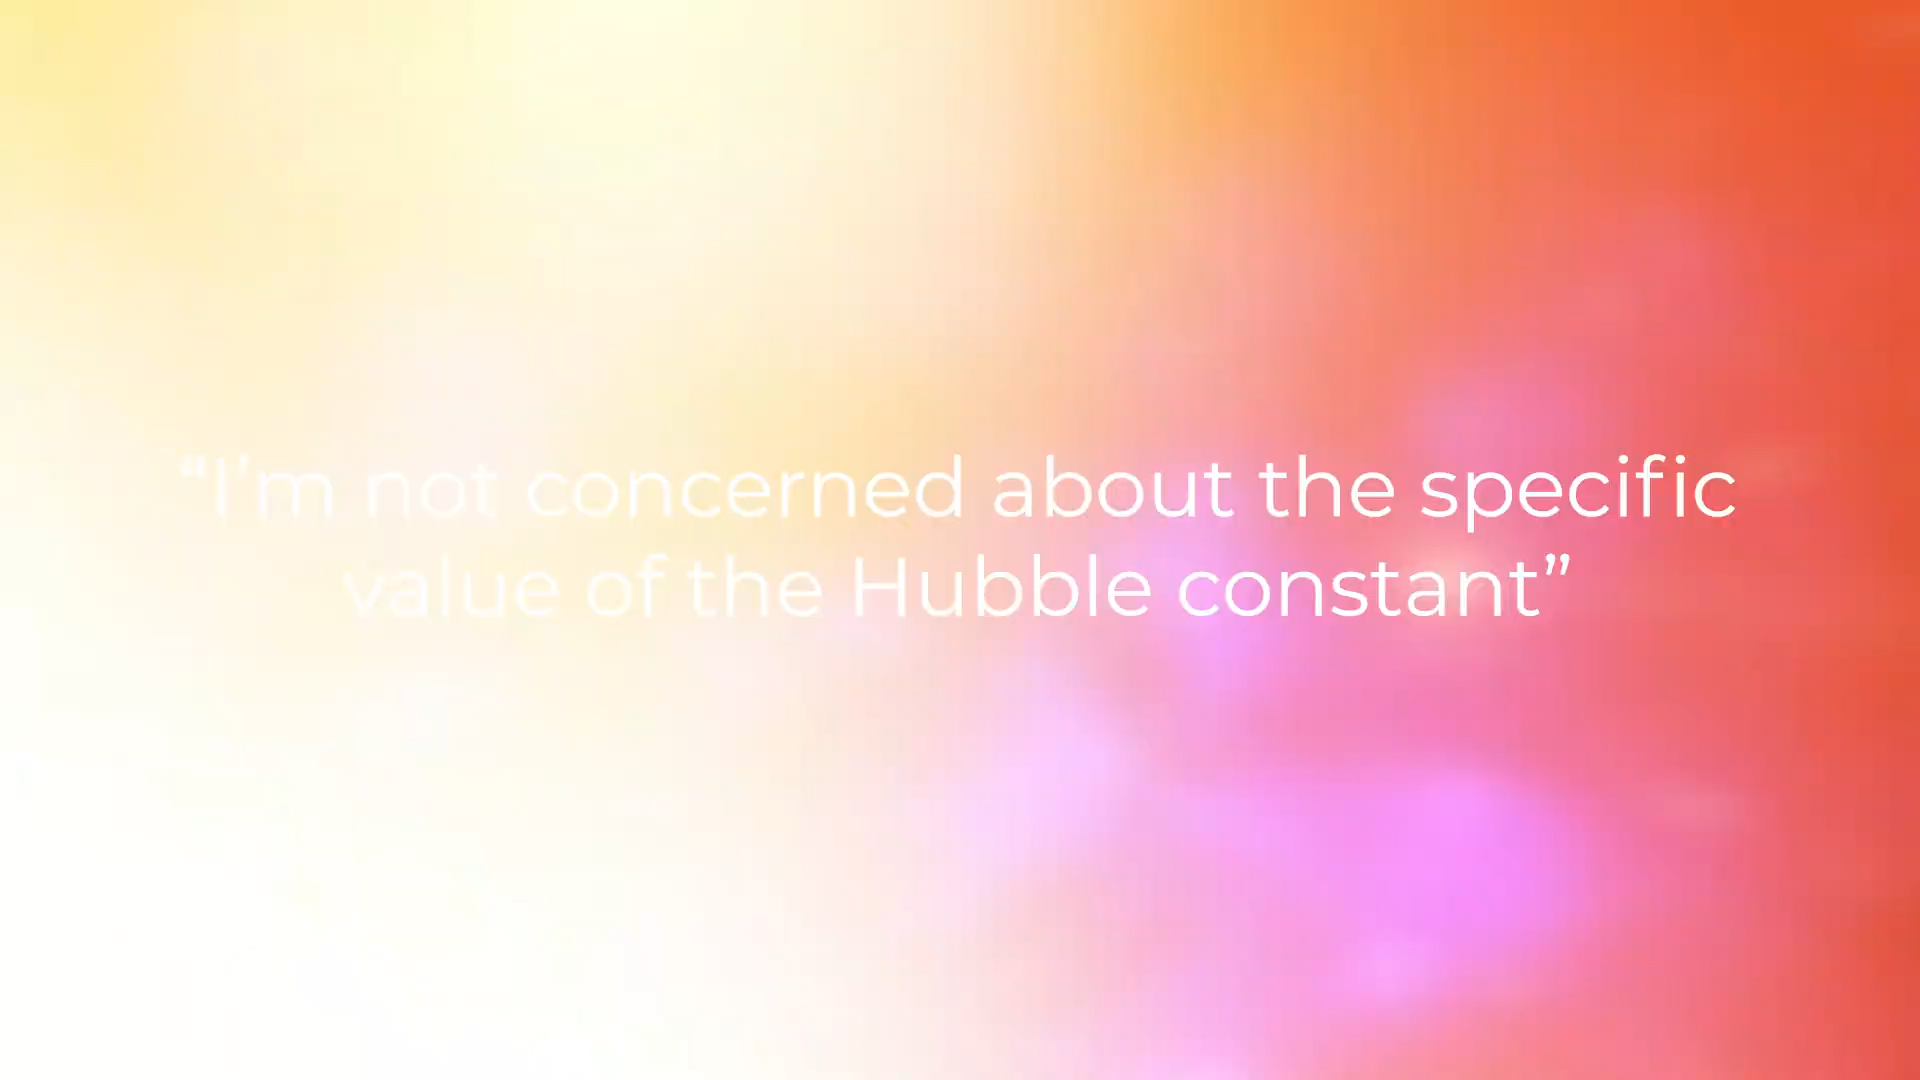 “I’m not concerned about the specific
value of the Hubble constant”